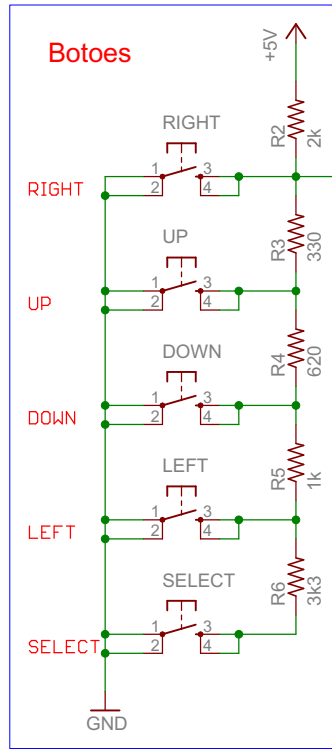 Botoes
+5V
R2
2k
RIGHT
1
3
2
4
RIGHT
R3
330
UP
1
3
2
4
UP
R4
620
DOWN
1
3
2
4
DOWN
R5
1k
LEFT
1
3
2
4
LEFT
R6
3k3
SELECT
1
3
2
4
SELECT
GND